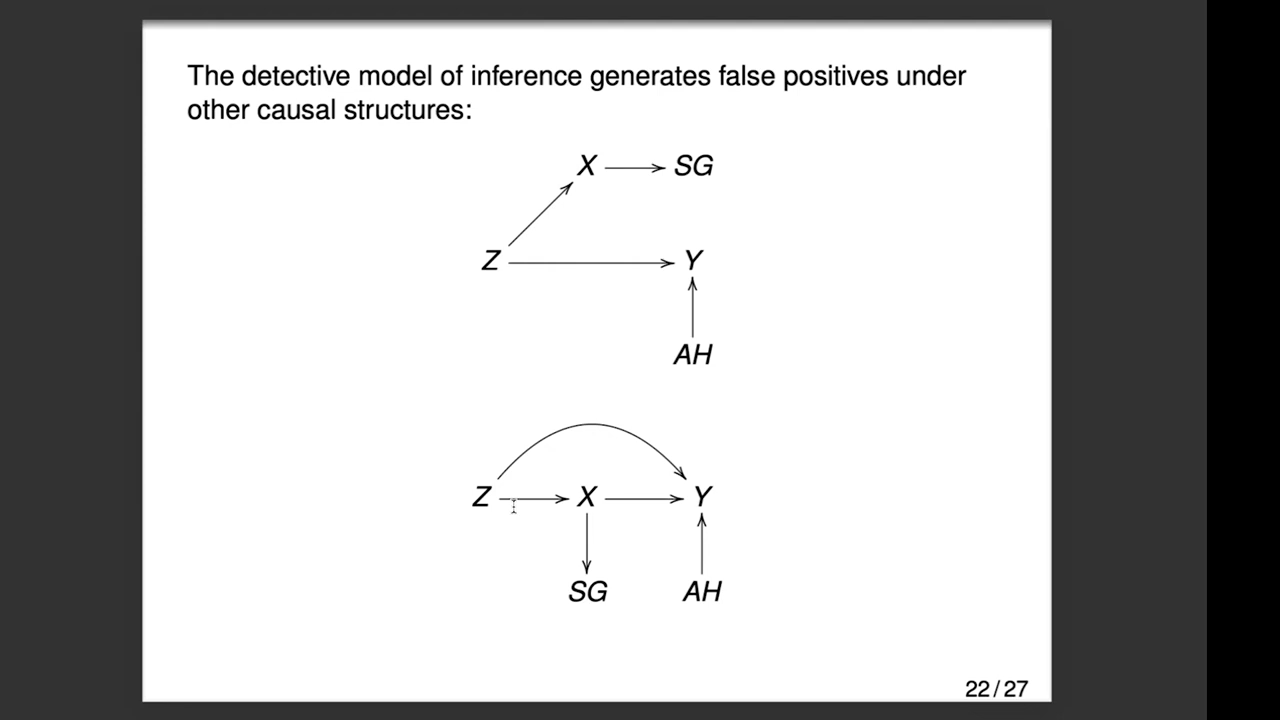 The detective model of inference generates false positives under
other causal structures:
X SG
Z Y
AH
Z X Y
SG AH
22 / 27